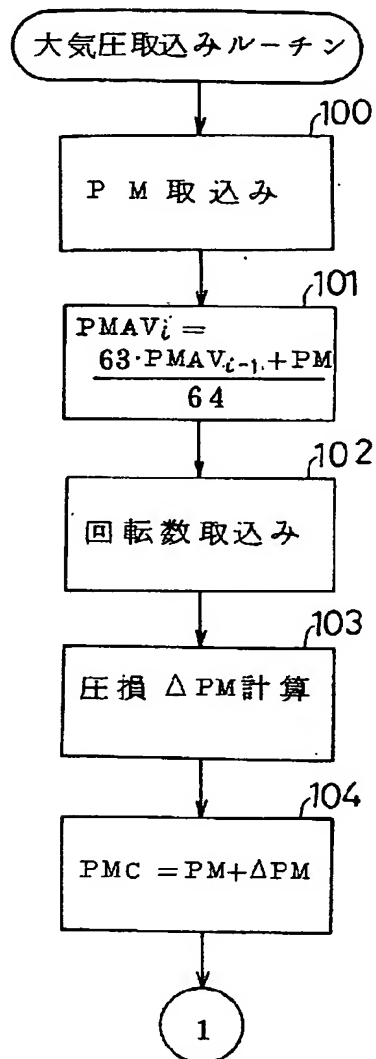 大気圧取込みルーチン
100
PM取込み
101
PMAVi=
63·PMAVi-1+PM
64
102
回転数取込み
103
圧損△PM計算
104
PMC=PM+ΔPM
1